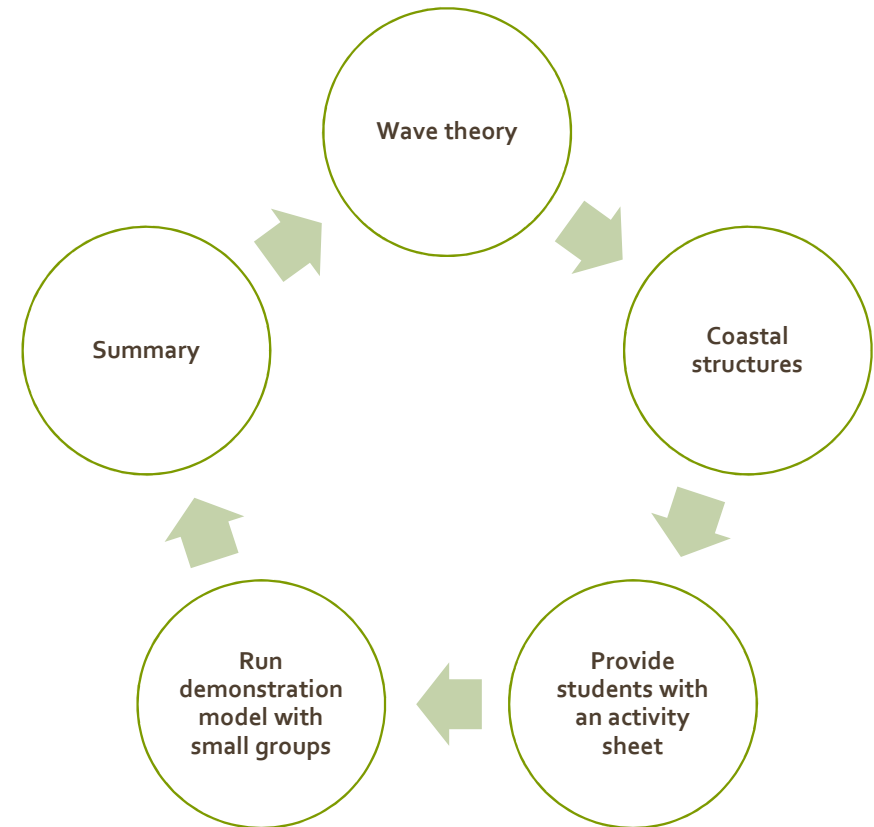 Wave theory
Coastal
structures
Provide
students with
an activity
sheet
Run
demonstration
model with
small groups
Summary